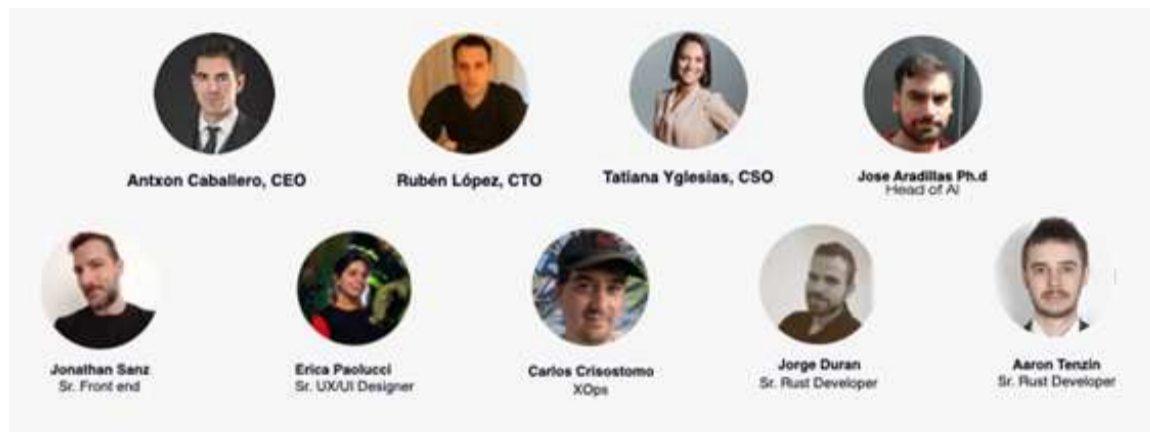 Antxon Caballero, CEO
Rubén López, CTO
Tatiana Yglesias, CSO
Jose Aradillas Ph.d
Head of AI
Jonathan Sanz
Sr. Front end
Erica Paolucci
Sr. UX/UI Designer
Carlos Crisostomo
XOps
Jorge Duran
Sr. Rust Developer
Aaron Tenzin
Sr. Rust Developer